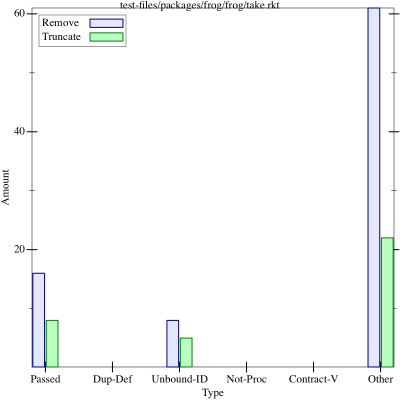 test-files/packages/frog/frog/take.rkt
Remove
Truncate
60
40
20
Amount
Passed Dup-Def Unbound-ID Not-Proc Contract-V Other
Type